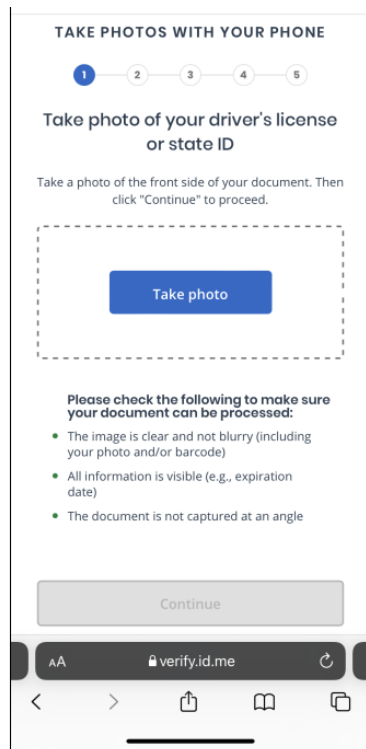 TAKE PHOTOS WITH YOUR PHONE
1 2 3 4 5
Take photo of your driver's license
or state ID
Take a photo of the front side of your document. Then
click "Continue" to proceed.
Take photo
Please check the following to make sure
your document can be processed:
• The image is clear and not blurry (including
your photo and/or barcode)
• All information is visible (e.g., expiration
date)
• The document is not captured at an angle
Continue
AA verify.id.me